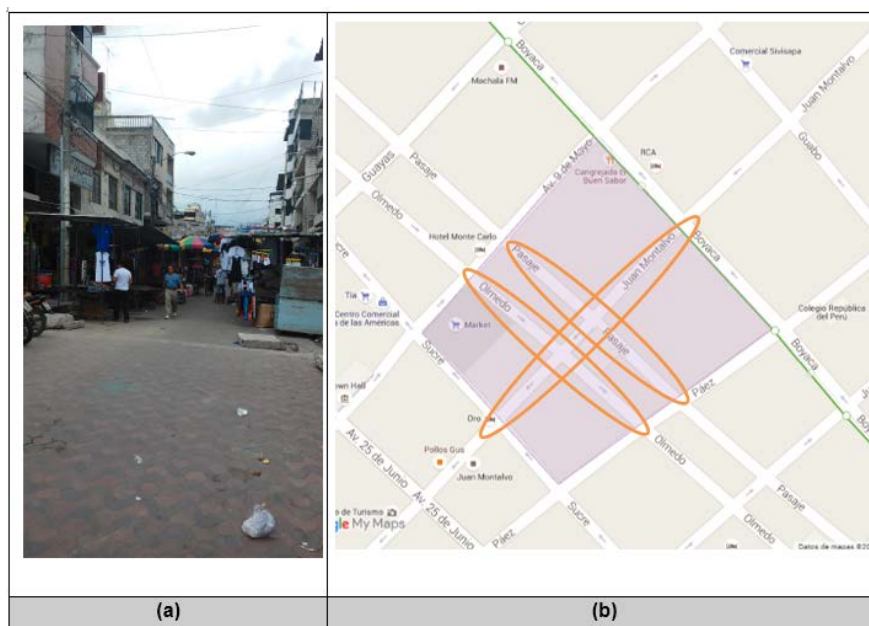 Boyaca
Comercial Sivisapa
Machala FM
Juan Montalvo
Guabo
Av. 9 de Mayo
RCA
Cangrejada El
Buen Sabor
Guayas
Pasaje
Olmedo
Hotel Monte Carlo
Sucre
Pasaje
Juan Montalvo
Boyaca
Olmedo
Tia
Centro Comercial
de las Américas
Market
Pasaje
Colegio República
del Perú
Sucre
Boyaca
Páez
own Hall
Oro
Olmedo
Pollos Gus
Av. 25 de Junio
Juan Montalvo
Av. 25 de Junio
Pasaje
o de Turismo
gle My Maps
Páez
Sucre
Olmedo
Datos de mapas ©20
(a)
(b)